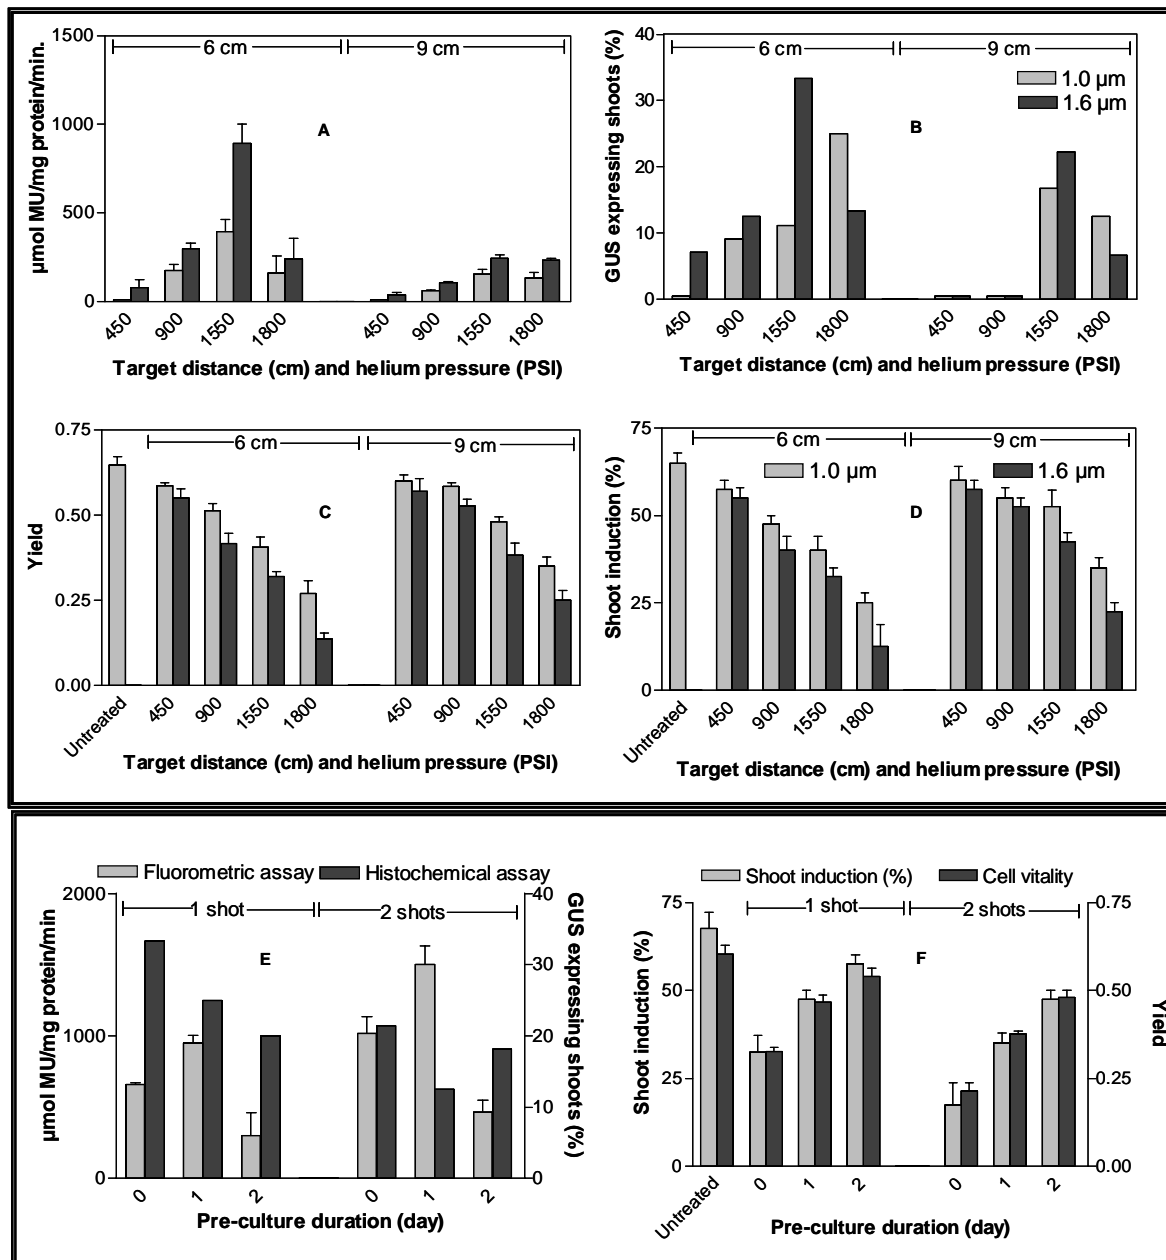 1500
1000
500
0
µmol MU/mg protein/min.
6 cm
9 cm
A
450
900
1550
1800
450
900
1550
1800
Target distance (cm) and helium pressure (PSI)
40
30
20
10
0
GUS expressing shoots (%)
6 cm
9 cm
1.0 µm
1.6 µm
B
450
900
1550
1800
450
900
1550
1800
Target distance (cm) and helium pressure (PSI)
0.75
0.50
0.25
0.00
Yield
6 cm
9 cm
C
Untreated
450
900
1550
1800
450
900
1550
1800
Target distance (cm) and helium pressure (PSI)
75
50
25
0
Shoot induction (%)
6 cm
9 cm
1.0 µm
1.6 µm
D
Untreated
450
900
1550
1800
450
900
1550
1800
Target distance (cm) and helium pressure (PSI)
Fluorometric assay
Histochemical assay
2000
1000
0
µmol MU/mg protein/min
1 shot
2 shots
E
40
30
20
10
0
GUS expressing shoots (%)
0
1
2
0
1
2
Pre-culture duration (day)
Shoot induction (%)
Cell vitality
75
50
25
0
Shoot induction (%)
1 shot
2 shots
F
0.75
0.50
0.25
0.00
Yield
Untreated
0
1
2
0
1
2
Pre-culture duration (day)